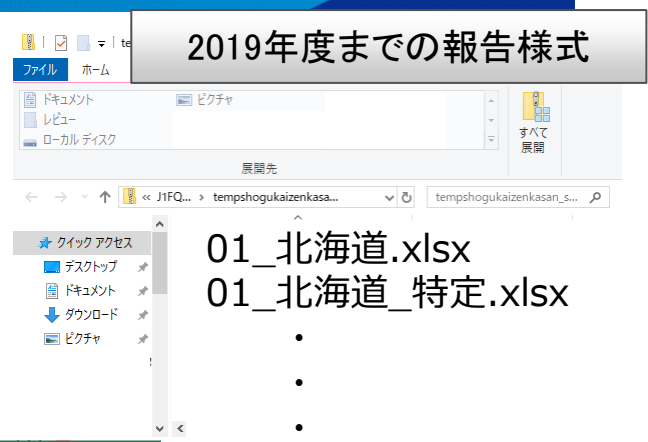 2019年度までの報告様式
te
ファイル ホーム
ドキュメント ピクチャ
レビュー
ローカル ディスク
すべて
展開
展開先
« J1FQ... › tempshogukaizenkasa...
tempshogukaizenkasan_s...
クイック アクセス
デスクトップ
ドキュメント
ダウンロード
ピクチャ
01_北海道.xlsx
01_北海道_特定.xlsx
・
・
・